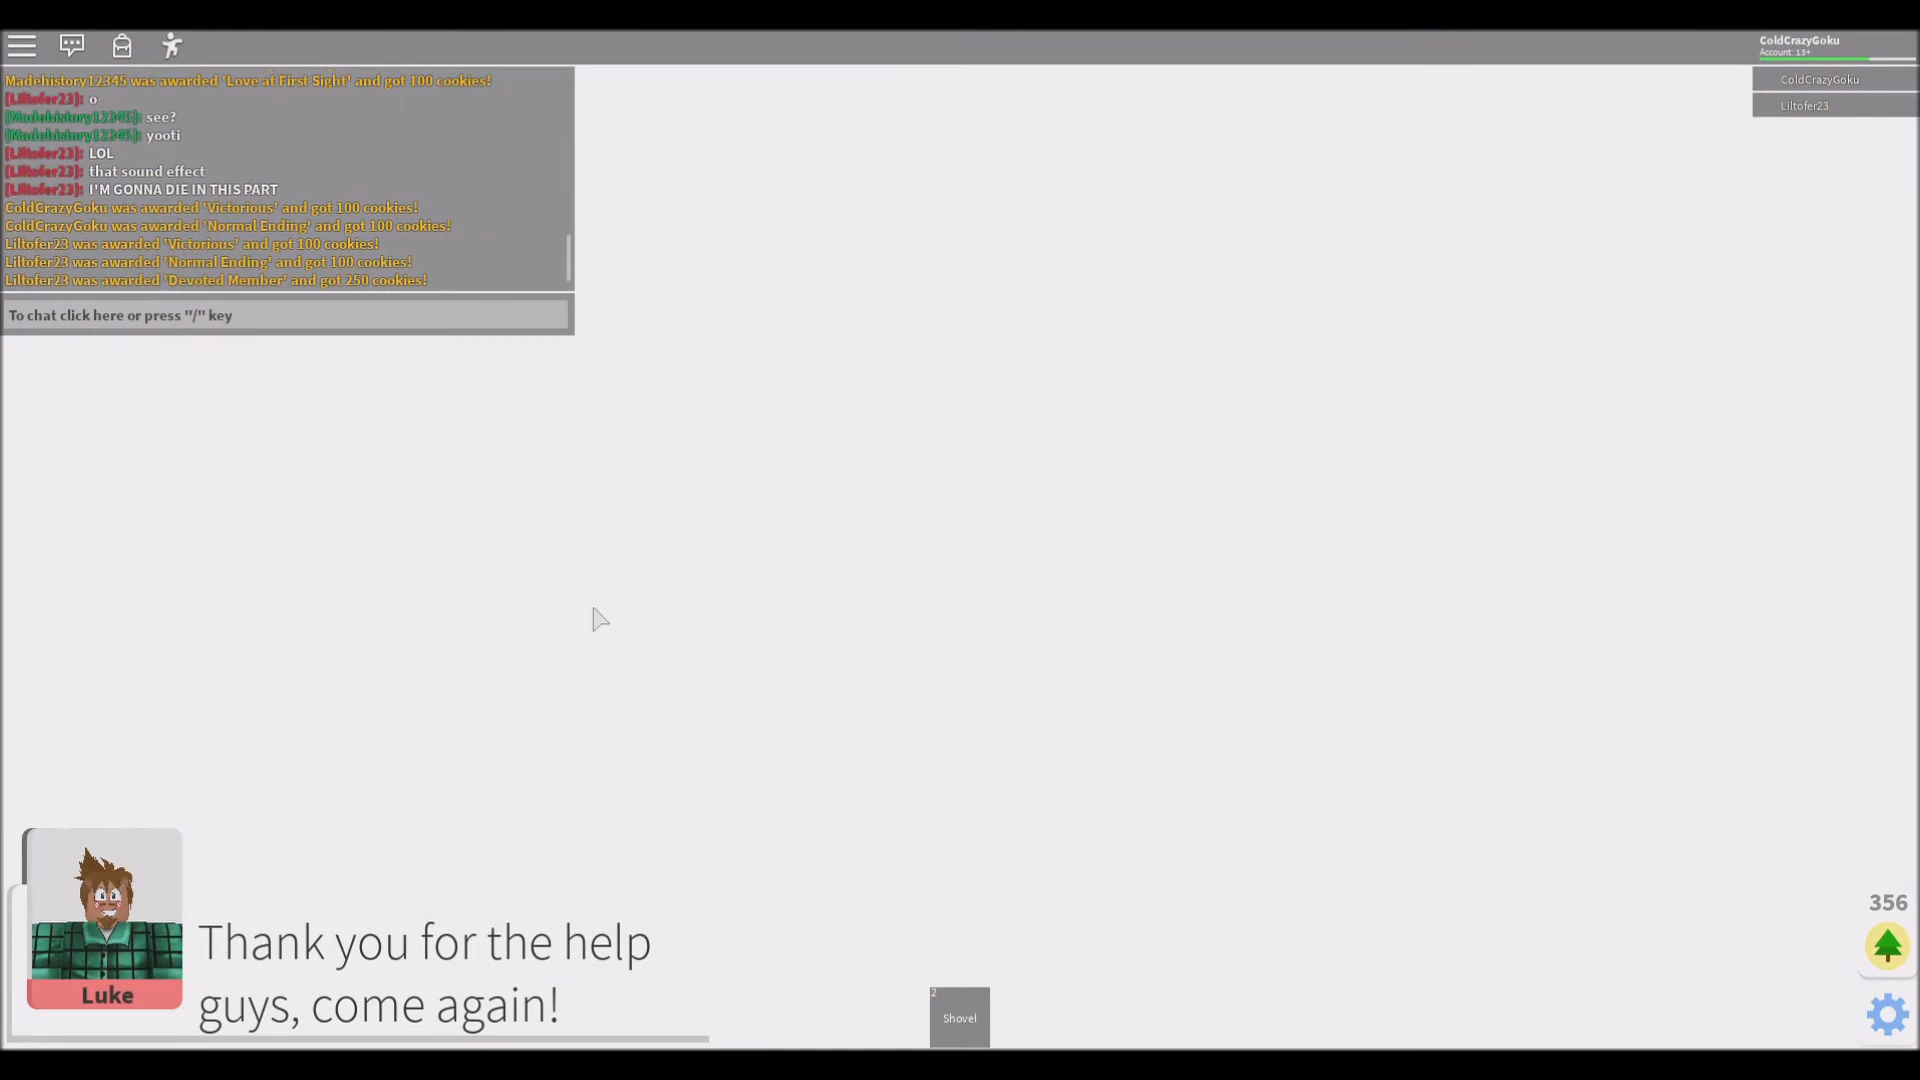 ColdCrazyGoku
Account: 13+
Madehistory12345 was awarded 'Love at First Sight' and got 100 cookies!
[Liltofer23]: o
[Madehistory12345]: see?
[Madehistory12345]: yooti
[Liltofer23]: LOL
[Liltofer23]: that sound effect
[Liltofer23]: I'M GONNA DIE IN THIS PART
ColdCrazyGoku was awarded 'Victorious' and got 100 cookies!
ColdCrazyGoku was awarded 'Normal Ending' and got 100 cookies!
Liltofer23 was awarded 'Victorious' and got 100 cookies!
Liltofer23 was awarded 'Normal Ending' and got 100 cookies!
Liltofer23 was awarded 'Devoted Member' and got 250 cookies!
To chat click here or press "/" key
ColdCrazyGoku
Liltofer23
356
Thank you for the help
guys, come again!
Luke
2
Shovel